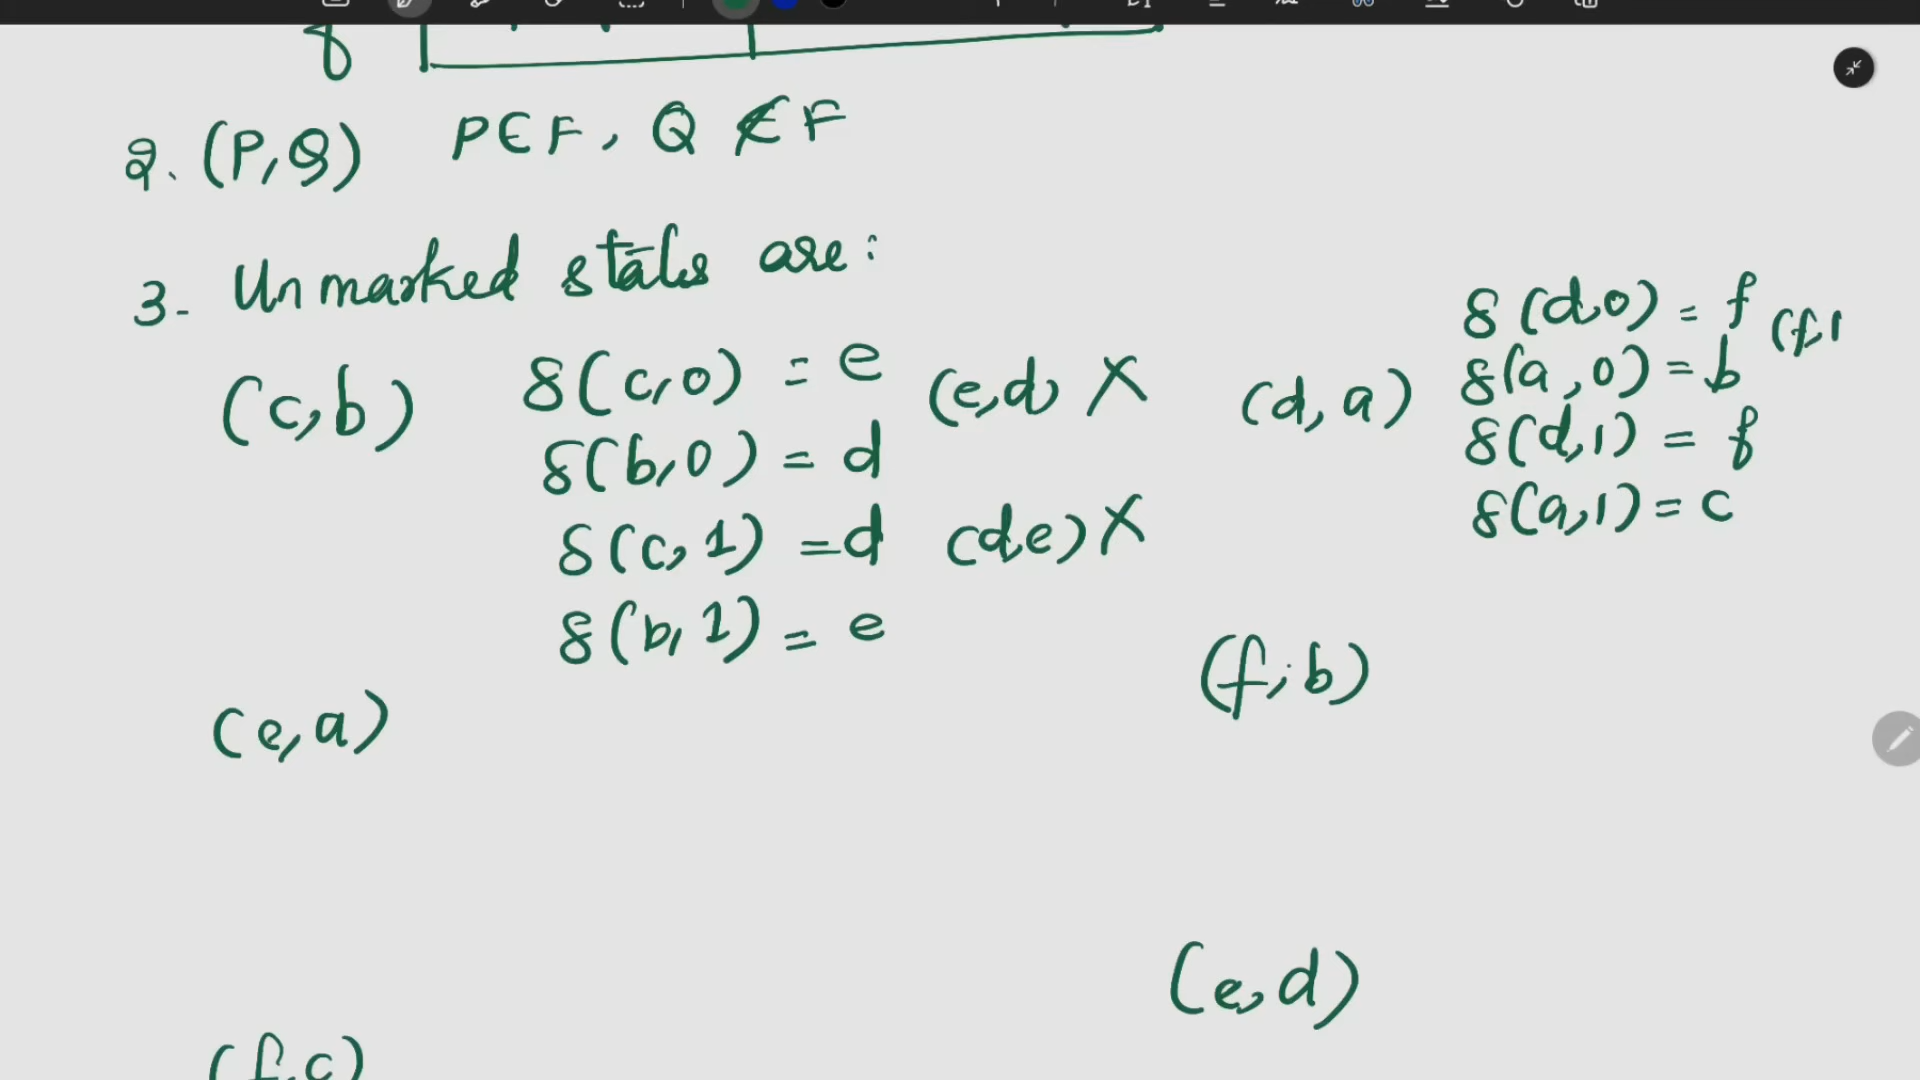 f
2. (P,Q) P∈F, Q ∉ F
3- Unmarked states are:
(c,b)
δ(c,0) = e (e,d) X
δ(b,0) = d
δ(c,1) = d (d,e) X
δ(b,1) = e
(d,a)
δ(d,0) = f (f,
δ(a,0) = b
δ(d,1) = f
δ(a,1) = c
(e,a)
(f,b)
(e,d)
(f,c)